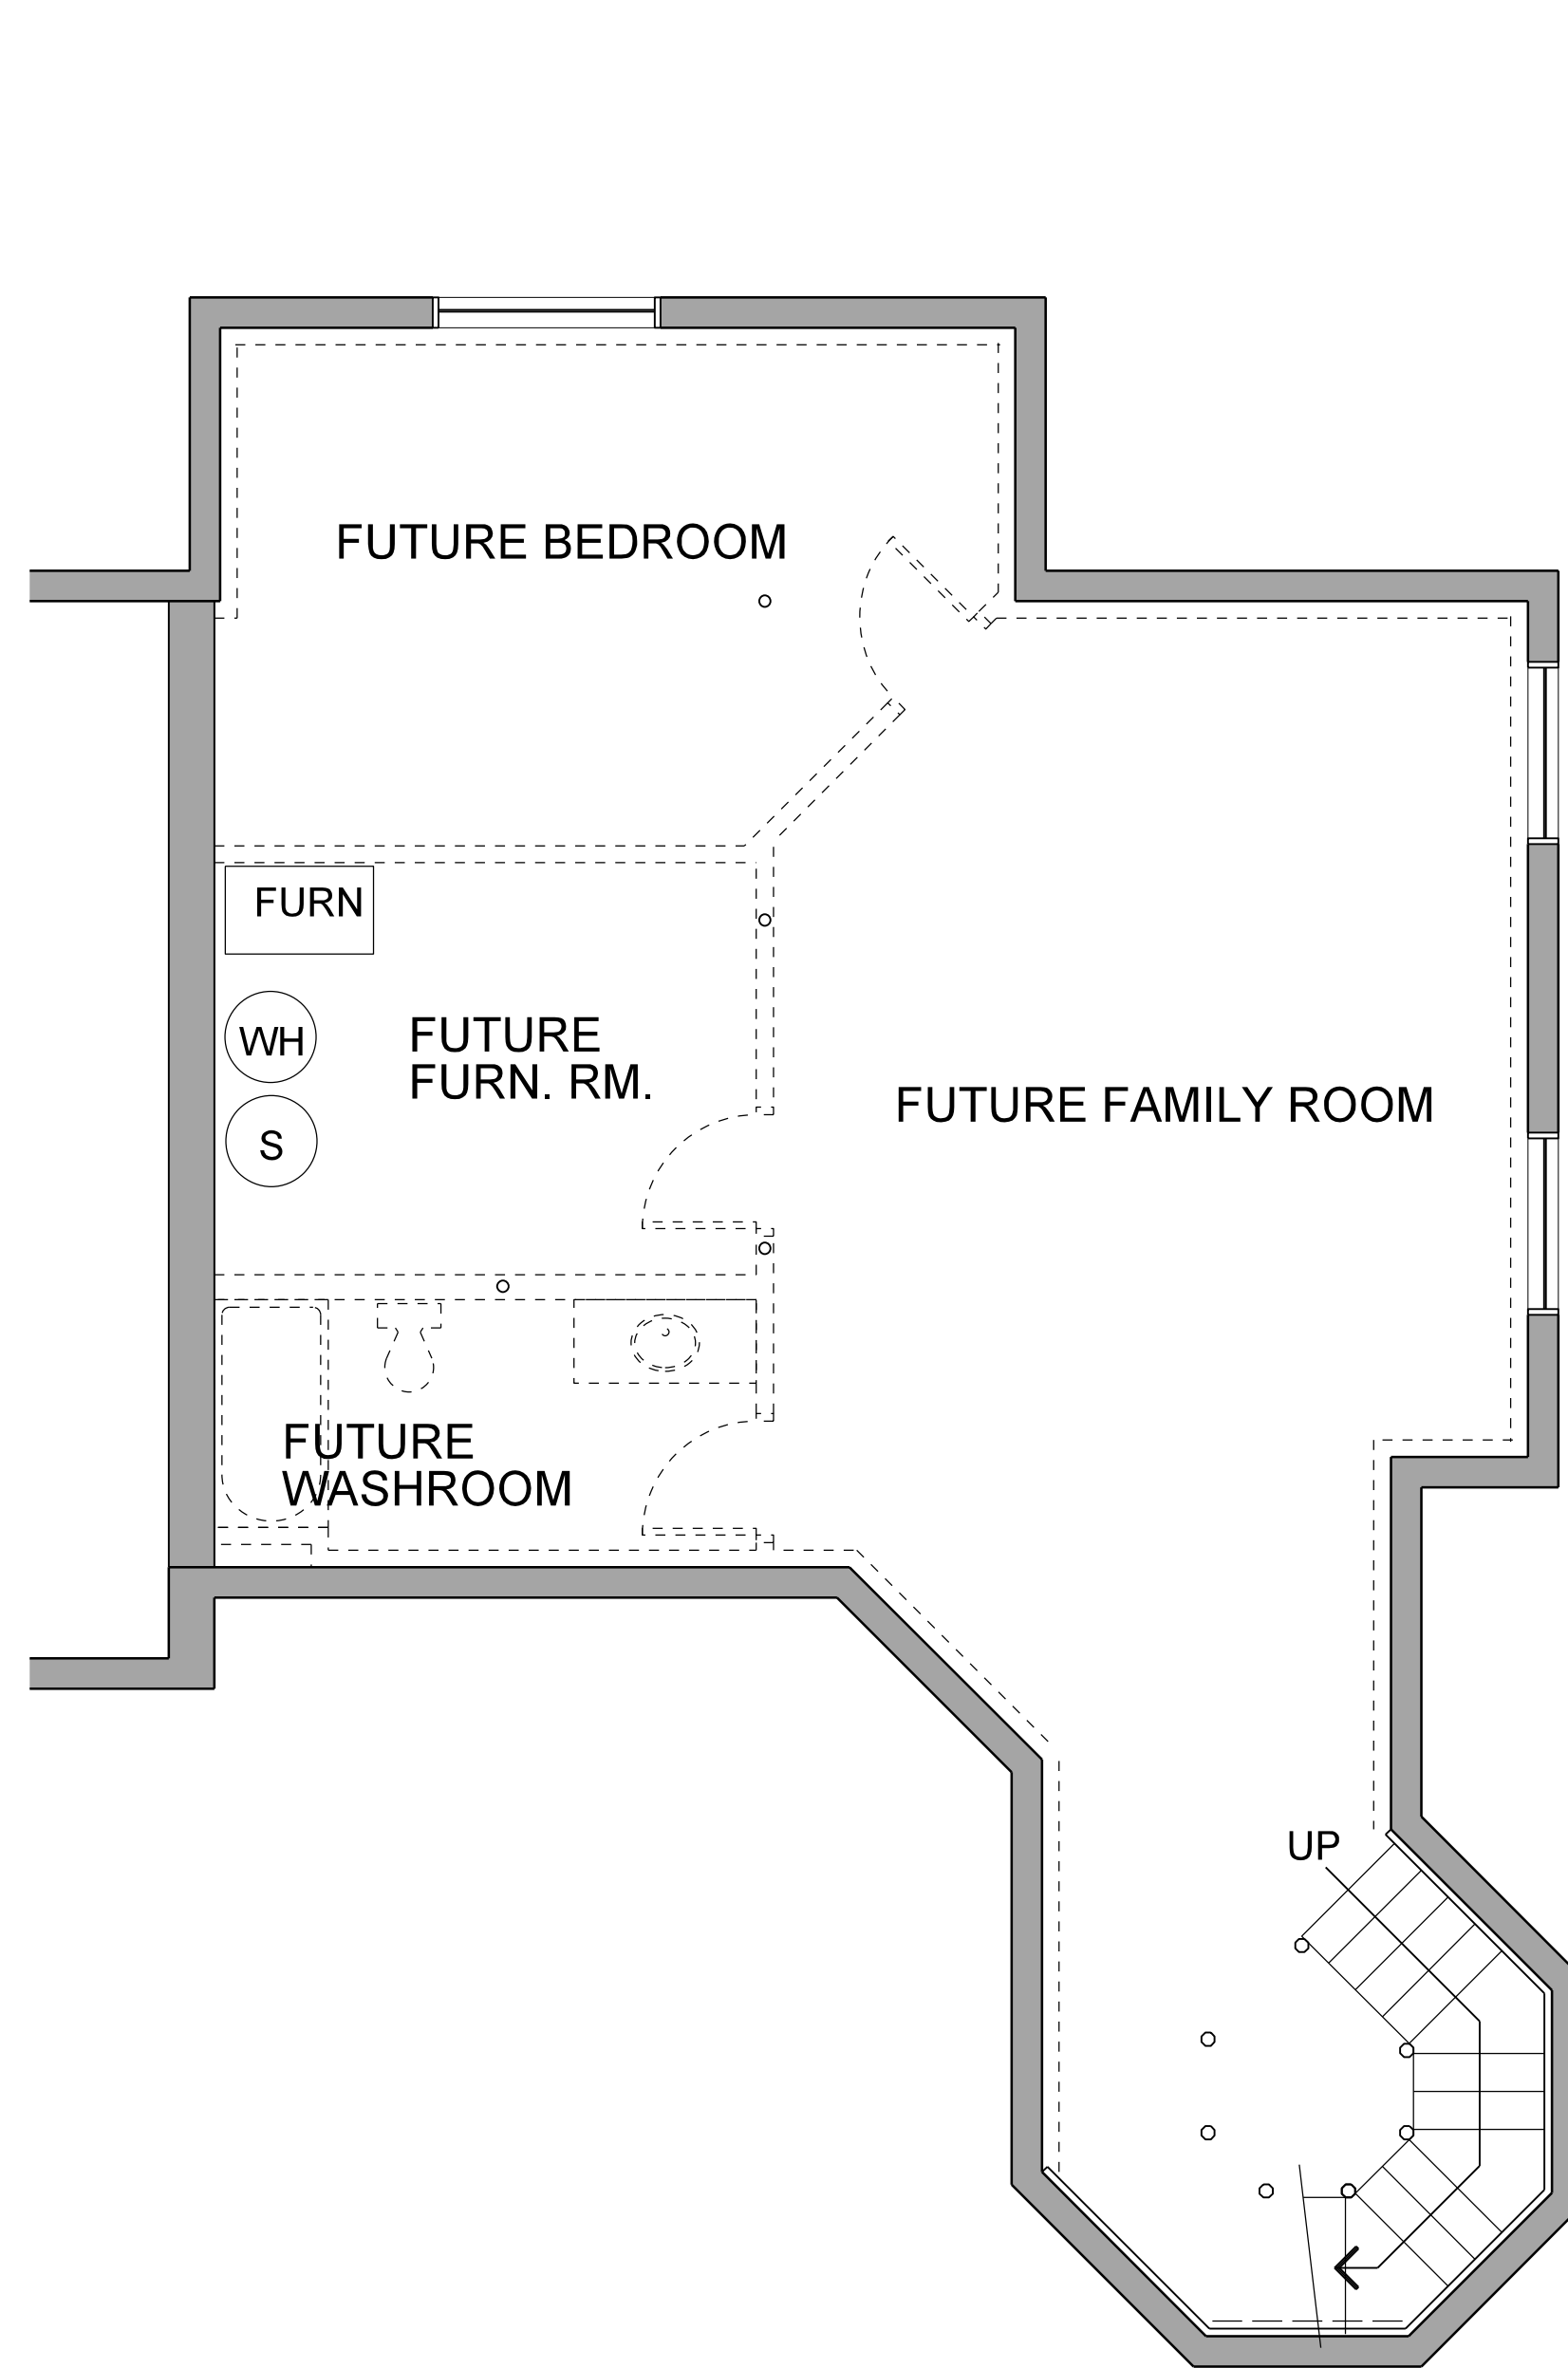 FUTURE BEDROOM
FURN
WH
FUTURE
FURN. RM.
S
FUTURE FAMILY ROOM
FUTURE
WASHROOM
UP